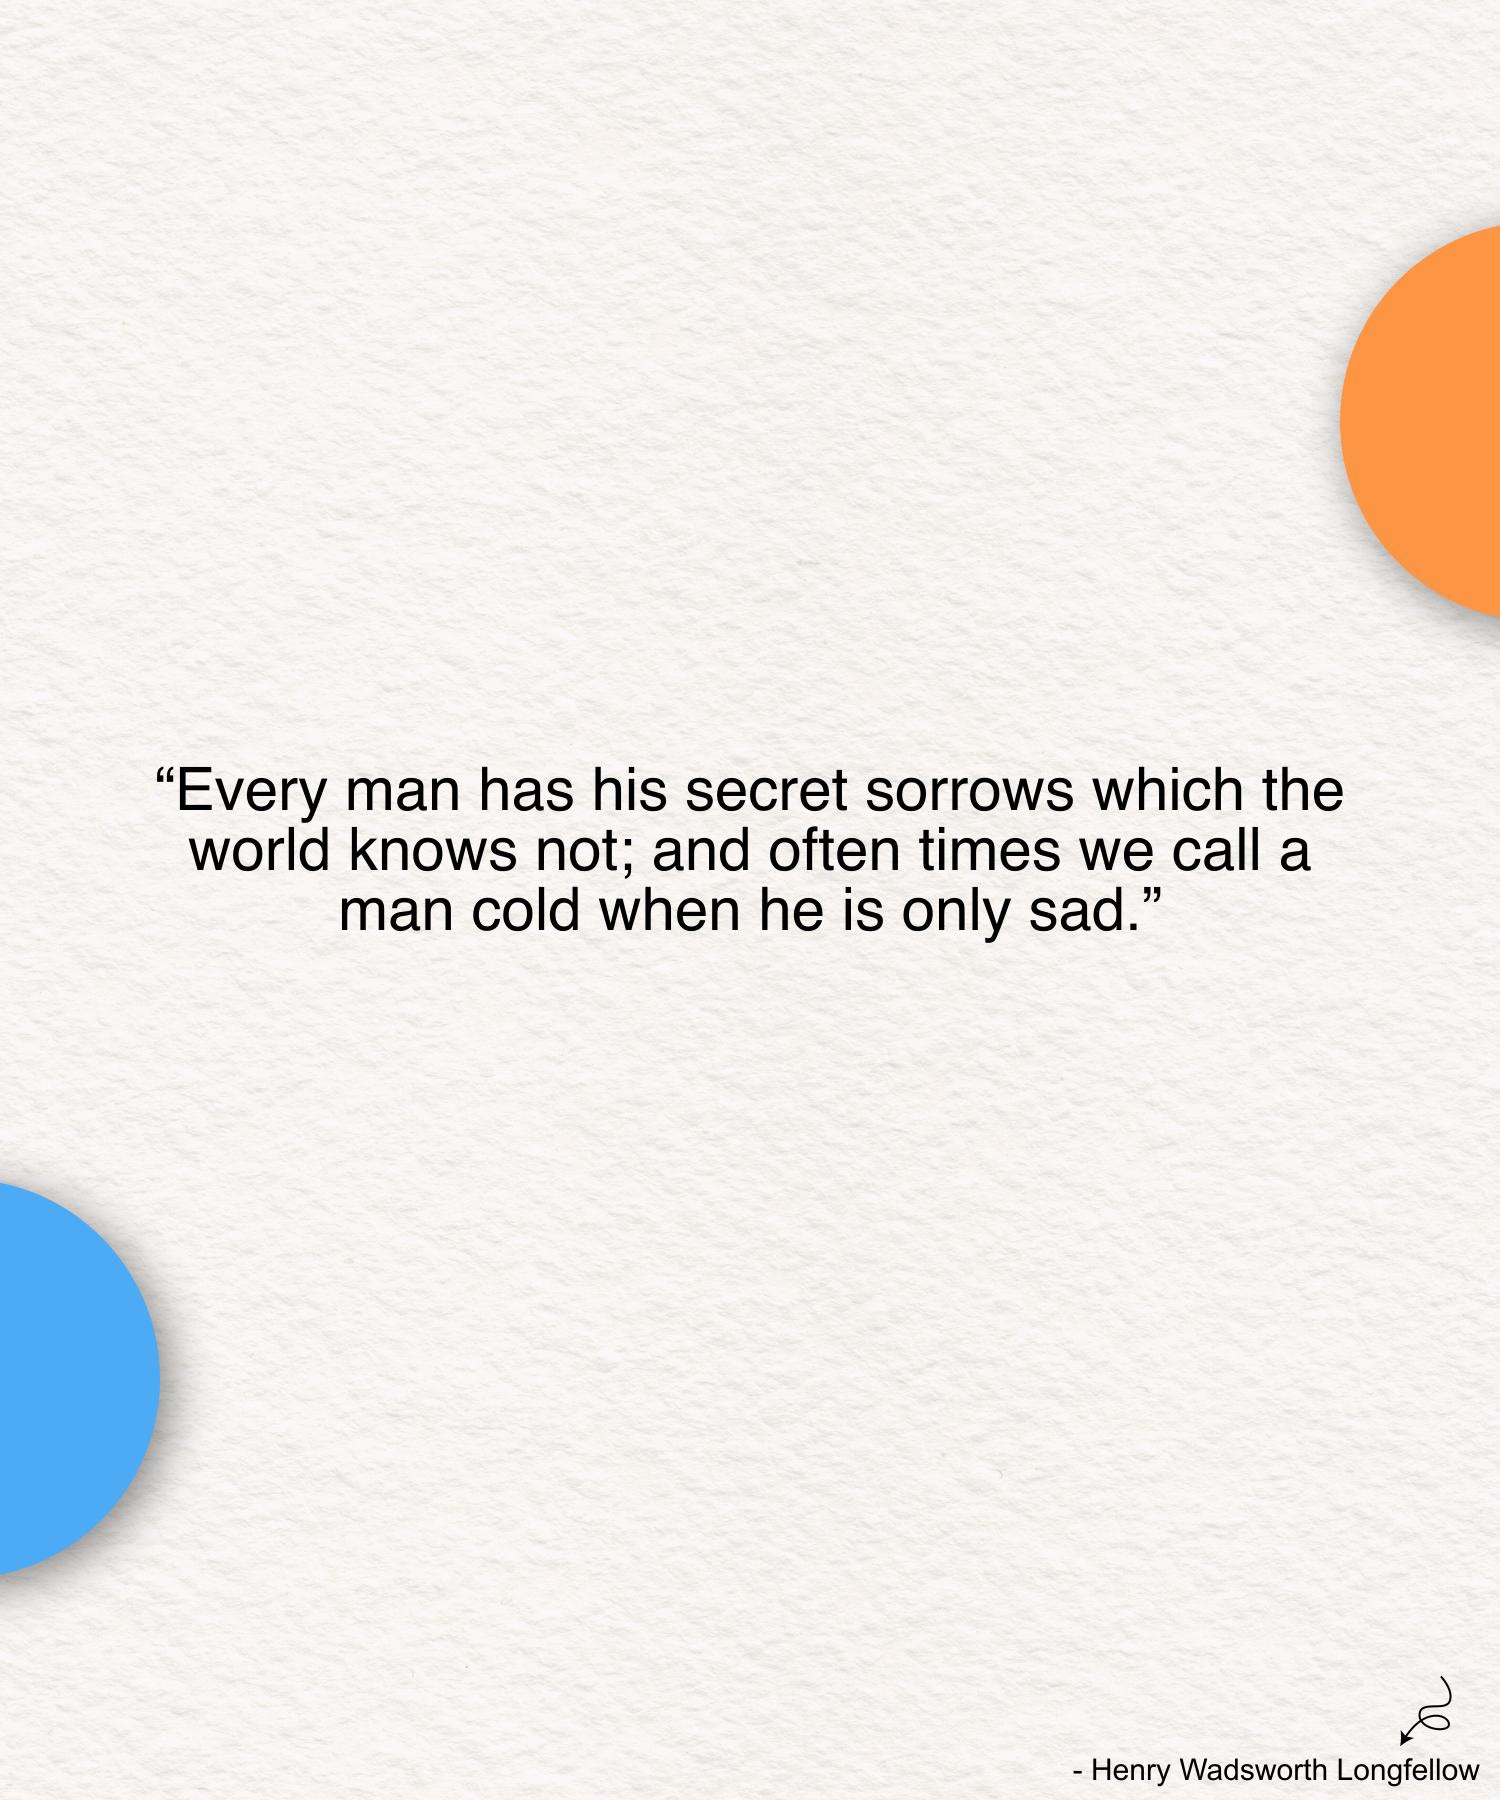 “Every man has his secret sorrows which the
world knows not; and often times we call a
man cold when he is only sad.”
- Henry Wadsworth Longfellow